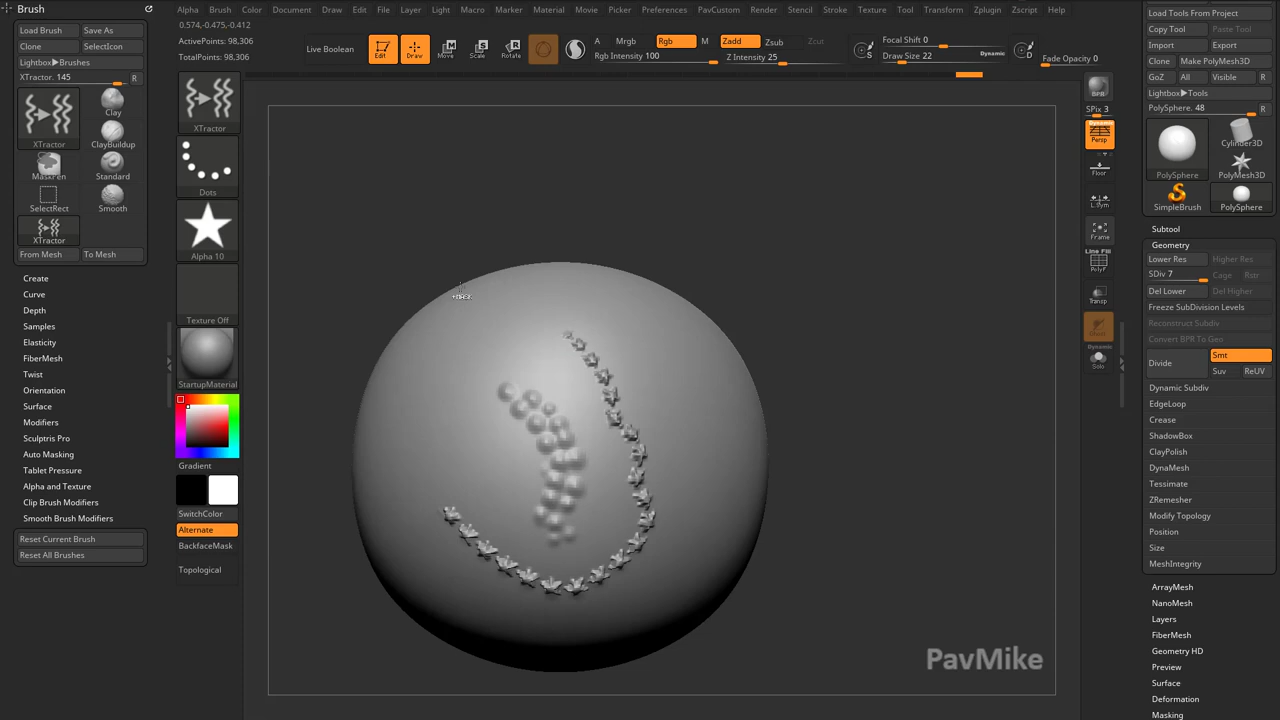 Brush
Load Brush Save As
Clone SelectIcon
Lightbox▶Brushes
XTractor. 145 R
XTractor Clay
ClayBuildup
MaskPen Standard
SelectRect Smooth
XTractor
From Mesh To Mesh
Create
Curve
Depth
Samples
Elasticity
FiberMesh
Twist
Orientation
Surface
Modifiers
Sculptris Pro
Auto Masking
Tablet Pressure
Alpha and Texture
Clip Brush Modifiers
Smooth Brush Modifiers
Reset Current Brush
Reset All Brushes
Alpha Brush Color Document Draw Edit File Layer Light Macro Marker Material Movie Picker Preferences PavCustom Render Stencil Stroke Texture Tool Transform Zplugin Zscript Help
0.574,-0.475,-0.412
ActivePoints: 98,306
TotalPoints: 98,306
Live Boolean
Edit Draw Move Scale Rotate
A Mrgb Rgb M Zadd Zsub Zcut
Rgb Intensity 100 Z Intensity 25
S Focal Shift 0
Draw Size 22 Dynamic
D Fade Opacity 0
XTractor
Dots
Alpha 10
Texture Off
StartupMaterial
Gradient
SwitchColor
Alternate
BackfaceMask
Topological
PavMike
BPR
SPix 3
Dynamic
Persp
Floor
L.Sym
Frame
Line Fill
PolyF
Transp
Ghost
Dynamic
Solo
Load Tools From Project
Copy Tool Paste Tool
Import Export
Clone Make PolyMesh3D
GoZ All Visible R
Lightbox▶Tools
PolySphere. 48 R
PolySphere Cylinder3D
PolyMesh3D
SimpleBrush PolySphere
Subtool
Geometry
Lower Res Higher Res
SDiv 7 Cage Rstr
Del Lower Del Higher
Freeze SubDivision Levels
Reconstruct Subdiv
Convert BPR To Geo
Divide Smt
Suv ReUV
Dynamic Subdiv
EdgeLoop
Crease
ShadowBox
ClayPolish
DynaMesh
Tessimate
ZRemesher
Modify Topology
Position
Size
MeshIntegrity
ArrayMesh
NanoMesh
Layers
FiberMesh
Geometry HD
Preview
Surface
Deformation
Masking